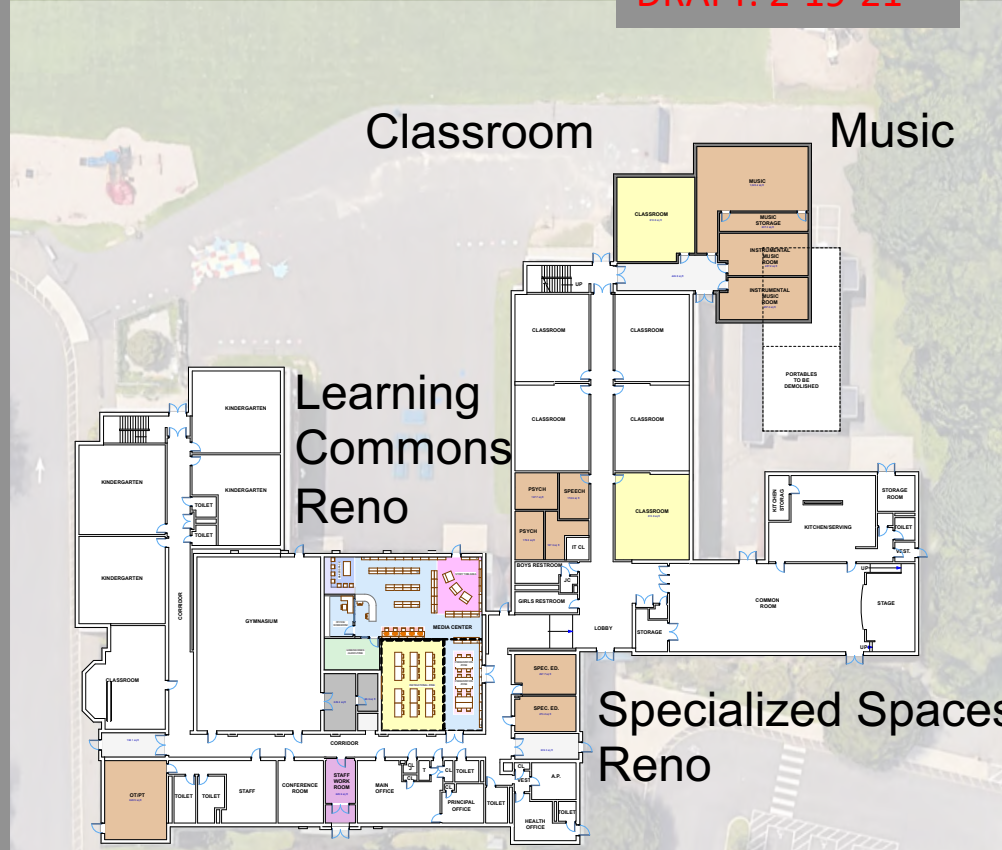 DRAFT: 2-19-21
Classroom
Music
MUSIC
CLASSROOM
MUSIC
STORAGE
INSTRUMENTAL
MUSIC
ROOM
UP
INSTRUMENTAL
MUSIC
ROOM
CLASSROOM
CLASSROOM
PORTABLES
TO BE
DEMOLISHED
Learning
Commons
Reno
KINDERGARTEN
CLASSROOM
CLASSROOM
KINDERGARTEN
KINDERGARTEN
TOILET
TOILET
PSYCH
SPEECH
PSYCH
IT CL
CLASSROOM
KITCHEN
STORAG
STORAGE
ROOM
KITCHEN/SERVING
TOILET
VEST.
BOYS RESTROOM
JC
GIRLS RESTROOM
KINDERGARTEN
CORRIDOR
GYMNASIUM
MEDIA CENTER
LOBBY
STORAGE
COMMON
ROOM
UP
STAGE
UP
CLASSROOM
SPEC. ED.
SPEC. ED.
Specialized Spaces
Reno
CORRIDOR
OT/PT
TOILET
TOILET
STAFF
CONFERENCE
ROOM
STAFF
WORK
ROOM
MAIN
OFFICE
CL
CL
T
CL
TOILET
CL
PRINCIPAL
OFFICE
TOILET
CL
VEST
A.P.
HEALTH
OFFICE
TOILET